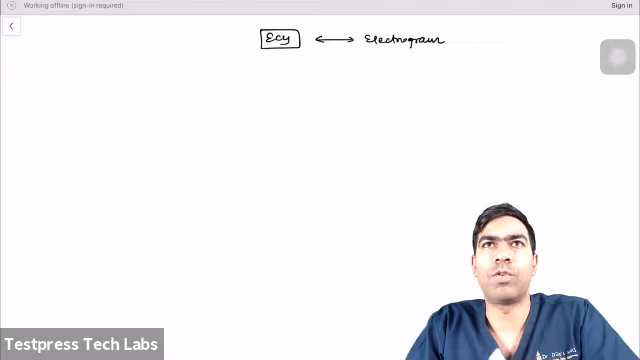 Working offline (sign-in required)
Sign in
ECG ⟷ Electrogram
Testpress Tech Labs